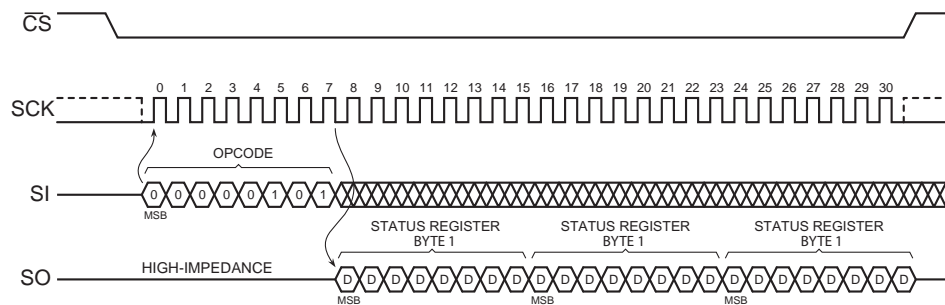 CS
0 1 2 3 4 5 6 7 8 9 10 11 12 13 14 15 16 17 18 19 20 21 22 23 24 25 26 27 28 29 30
SCK
OPCODE
SI 0 0 0 0 0 1 0 1
MSB
STATUS REGISTER
BYTE 1
STATUS REGISTER
BYTE 1
STATUS REGISTER
BYTE 1
SO HIGH-IMPEDANCE D D D D D D D D D D D D D D D D D D D D D D D D
MSB MSB MSB